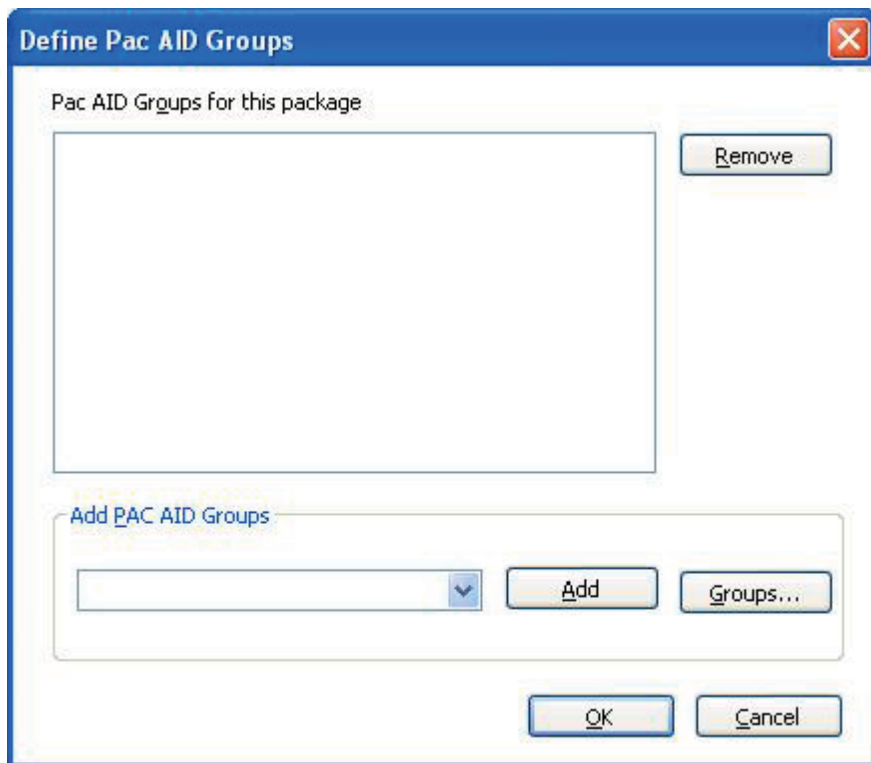 Define Pac AID Groups
Pac AID Groups for this package
Remove
Add PAC AID Groups
Add
Groups...
OK
Cancel